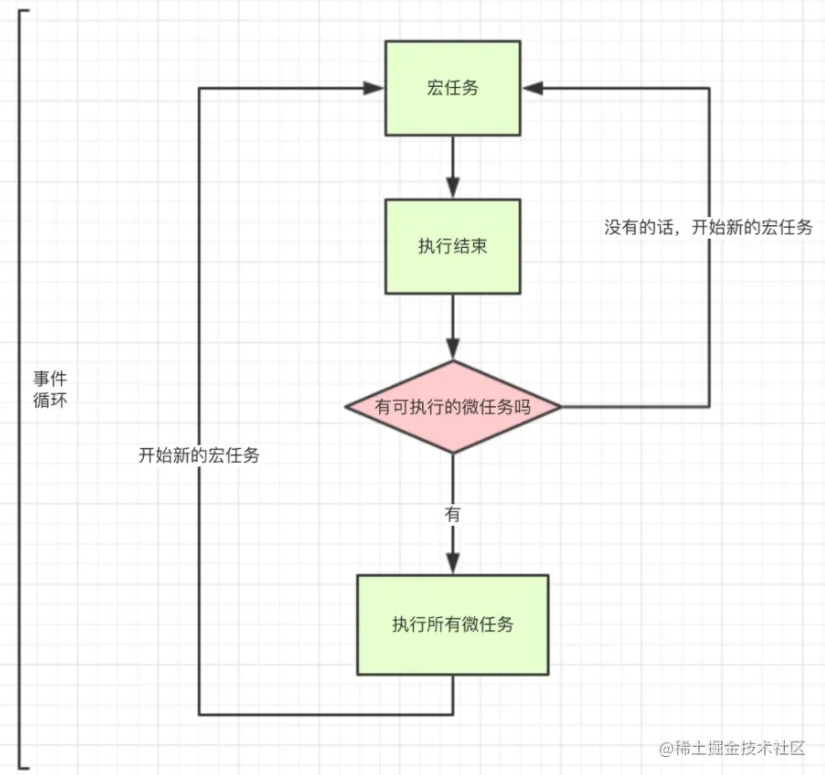 宏任务
执行结束
没有的话，开始新的宏任务
事件
循环
有可执行的微任务吗
开始新的宏任务
有
执行所有微任务
@稀土掘金技术社区